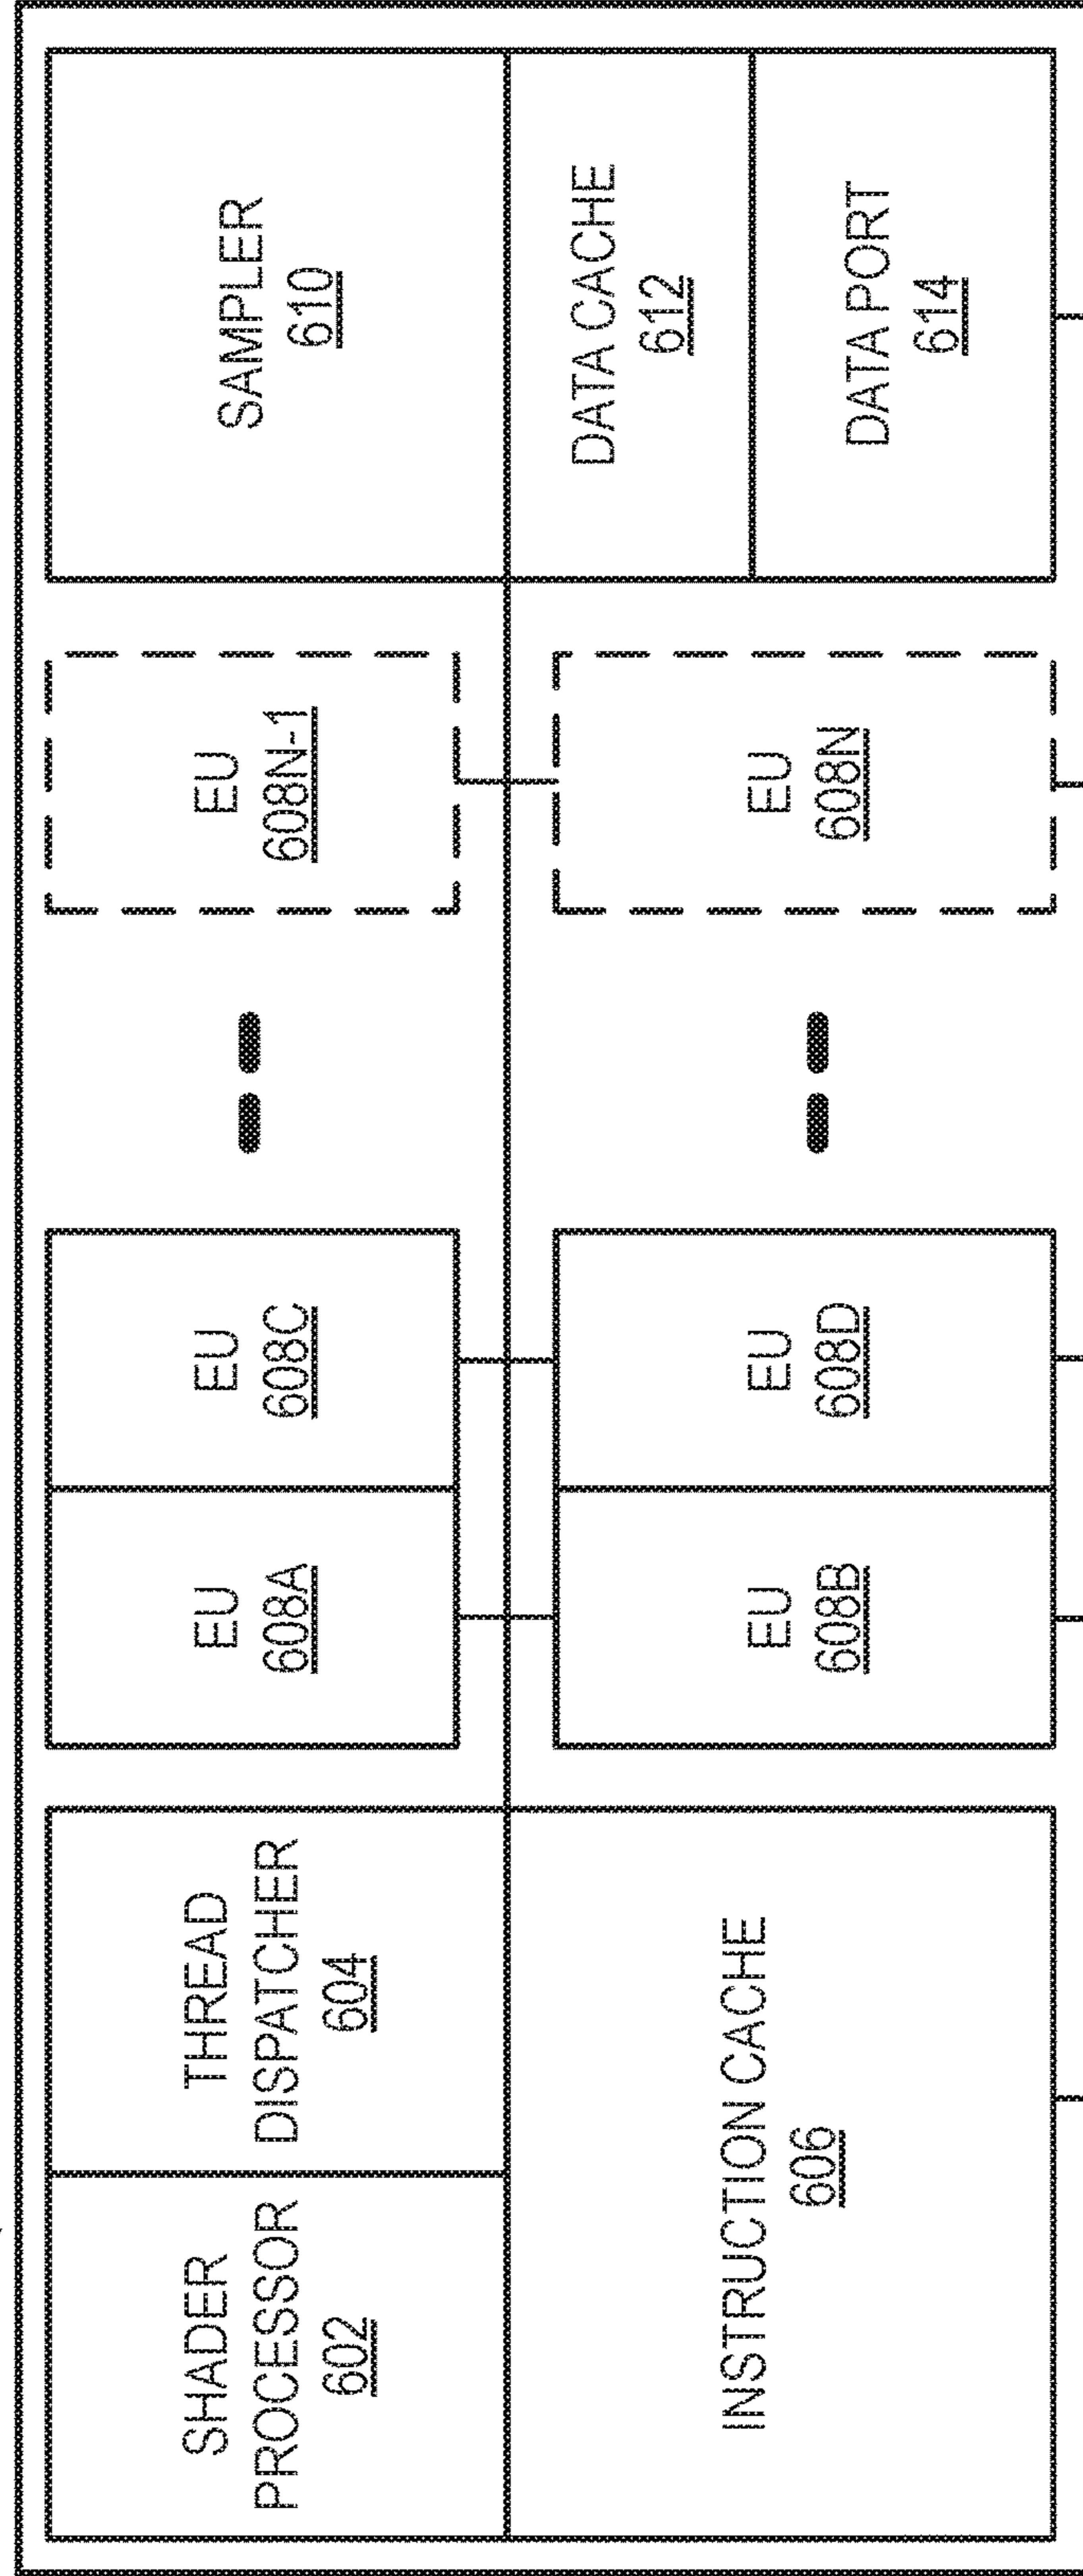 SHADER
PROCESSOR
602
THREAD
DISPATCHER
604
INSTRUCTION CACHE
606
EU
608A
EU
608C
EU
608B
EU
608D
EU
608N-1
EU
608N
SAMPLER
610
DATA CACHE
612
DATA PORT
614